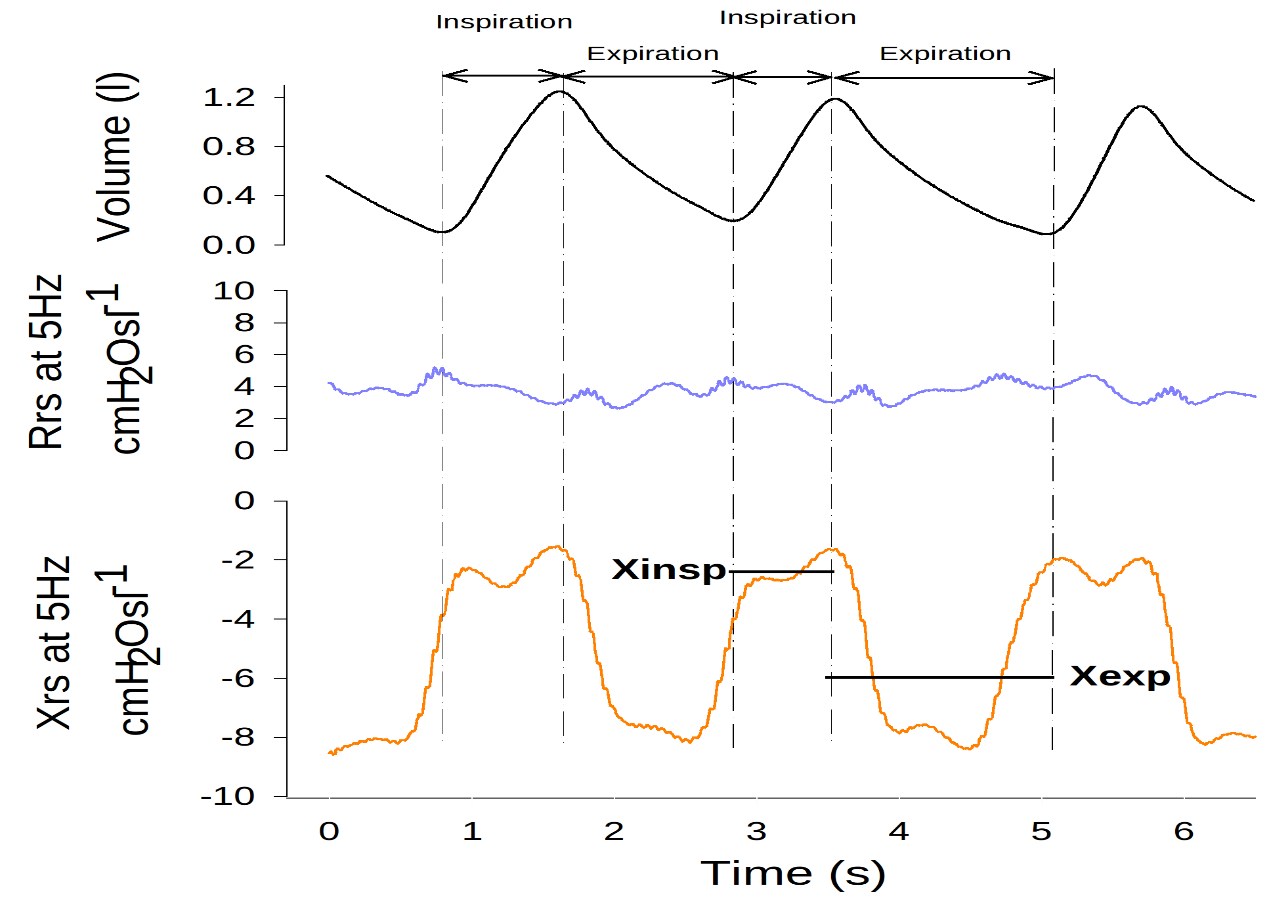 Inspiration
Inspiration
Expiration
Expiration
Volume (l)
1.2
0.8
0.4
0.0
Rrs at 5Hz
cmH2Osl-1
10
8
6
4
2
0
Xrs at 5Hz
cmH2Osl-1
0
-2
-4
-6
-8
-10
Xinsp
Xexp
0 1 2 3 4 5 6
Time (s)